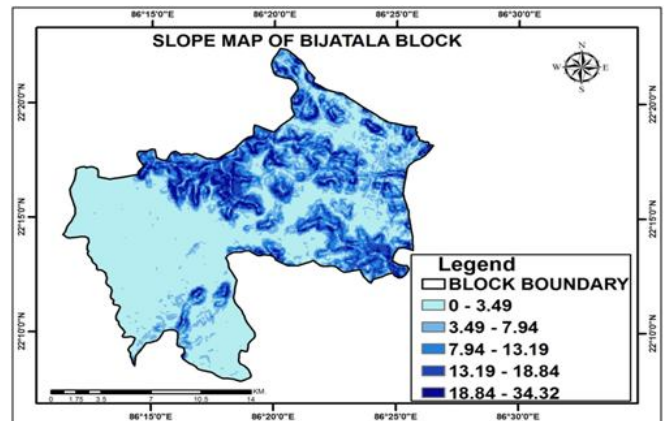 86°15'0"E 86°20'0"E 86°25'0"E 86°30'0"E
SLOPE MAP OF BIJATALA BLOCK
N
W E
S
22°20'0"N 22°20'0"N
22°15'0"N 22°15'0"N
22°10'0"N 22°10'0"N
Legend
BLOCK BOUNDARY
0 - 3.49
3.49 - 7.94
7.94 - 13.19
13.19 - 18.84
18.84 - 34.32
KM
0 1.75 3.5 7 10.5 14
86°15'0"E 86°20'0"E 86°25'0"E 86°30'0"E